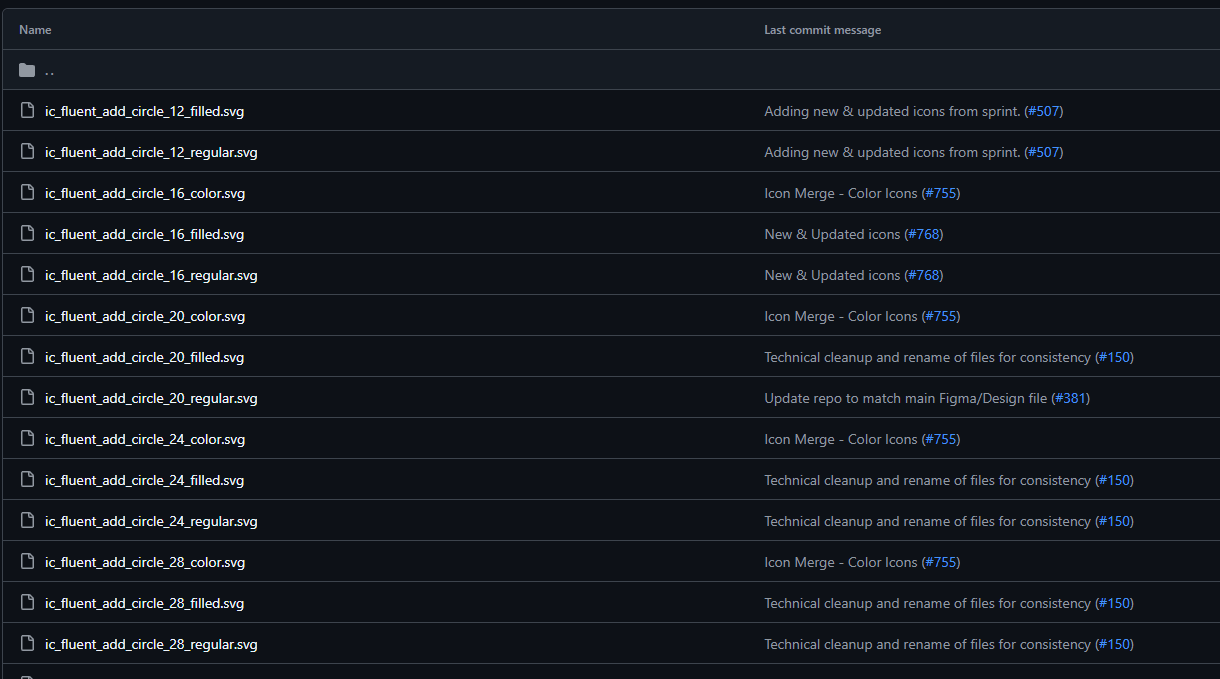 Name Last commit message
..
ic_fluent_add_circle_12_filled.svg Adding new & updated icons from sprint. (#507)
ic_fluent_add_circle_12_regular.svg Adding new & updated icons from sprint. (#507)
ic_fluent_add_circle_16_color.svg Icon Merge - Color Icons (#755)
ic_fluent_add_circle_16_filled.svg New & Updated icons (#768)
ic_fluent_add_circle_16_regular.svg New & Updated icons (#768)
ic_fluent_add_circle_20_color.svg Icon Merge - Color Icons (#755)
ic_fluent_add_circle_20_filled.svg Technical cleanup and rename of files for consistency (#150)
ic_fluent_add_circle_20_regular.svg Update repo to match main Figma/Design file (#381)
ic_fluent_add_circle_24_color.svg Icon Merge - Color Icons (#755)
ic_fluent_add_circle_24_filled.svg Technical cleanup and rename of files for consistency (#150)
ic_fluent_add_circle_24_regular.svg Technical cleanup and rename of files for consistency (#150)
ic_fluent_add_circle_28_color.svg Icon Merge - Color Icons (#755)
ic_fluent_add_circle_28_filled.svg Technical cleanup and rename of files for consistency (#150)
ic_fluent_add_circle_28_regular.svg Technical cleanup and rename of files for consistency (#150)